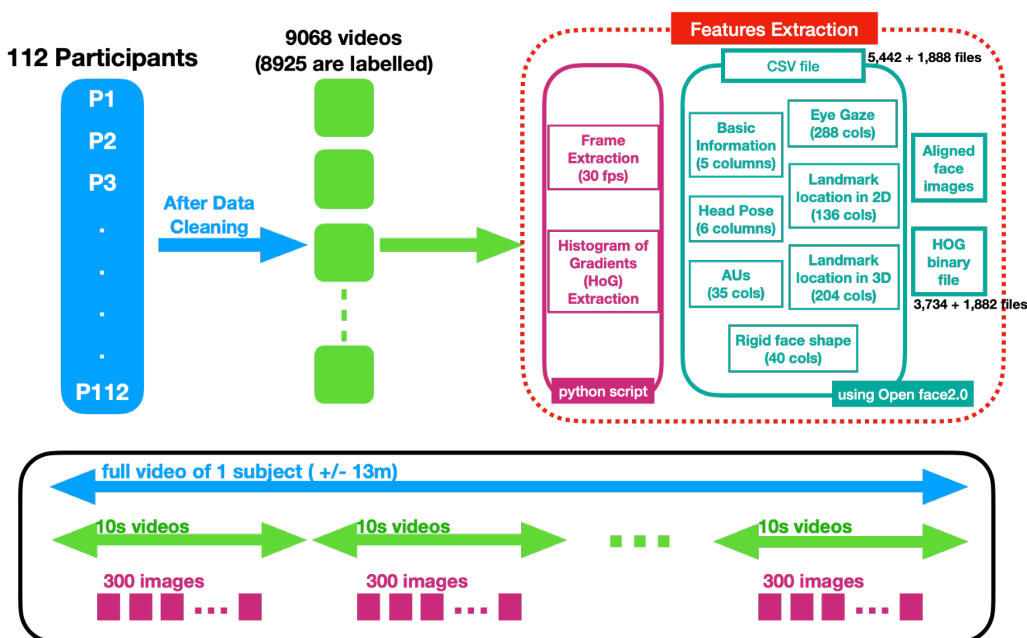 112 Participants
P1
P2
P3
.
.
.
.
P112
After Data
Cleaning
9068 videos
(8925 are labelled)
Features Extraction
Frame
Extraction
(30 fps)
Histogram of
Gradients
(HoG)
Extraction
python script
CSV file
5,442 + 1,888 files
Basic
Information
(5 columns)
Head Pose
(6 columns)
AUs
(35 cols)
Eye Gaze
(288 cols)
Landmark
location in 2D
(136 cols)
Landmark
location in 3D
(204 cols)
Rigid face shape
(40 cols)
using Open face2.0
Aligned
face
images
HOG
binary
file
3,734 + 1,882 files
full video of 1 subject ( +/- 13m)
10s videos
10s videos
10s videos
300 images
300 images
300 images